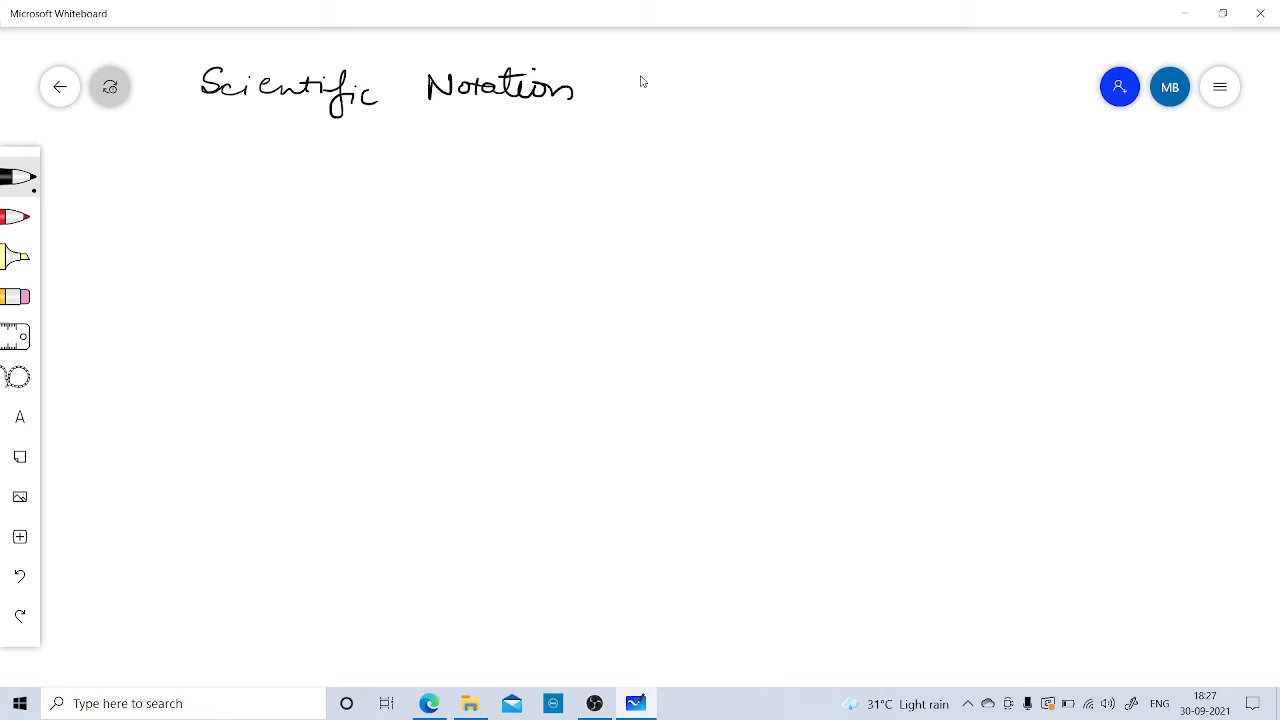 Microsoft Whiteboard
Scientific Notation
MB
A
Type here to search
31°C Light rain
ENG
18:27
30-09-2021